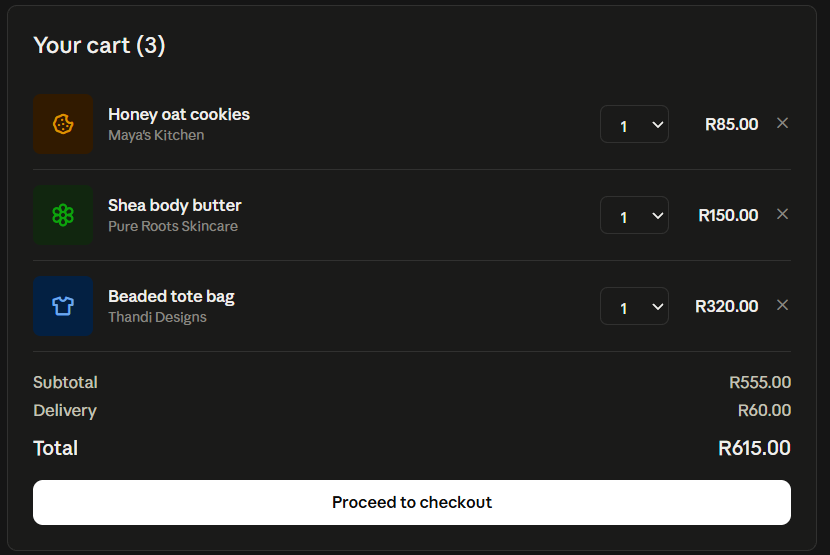 Your cart (3)
Honey oat cookies
Maya's Kitchen
1
R85.00
Shea body butter
Pure Roots Skincare
1
R150.00
Beaded tote bag
Thandi Designs
1
R320.00
Subtotal R555.00
Delivery R60.00
Total R615.00
Proceed to checkout